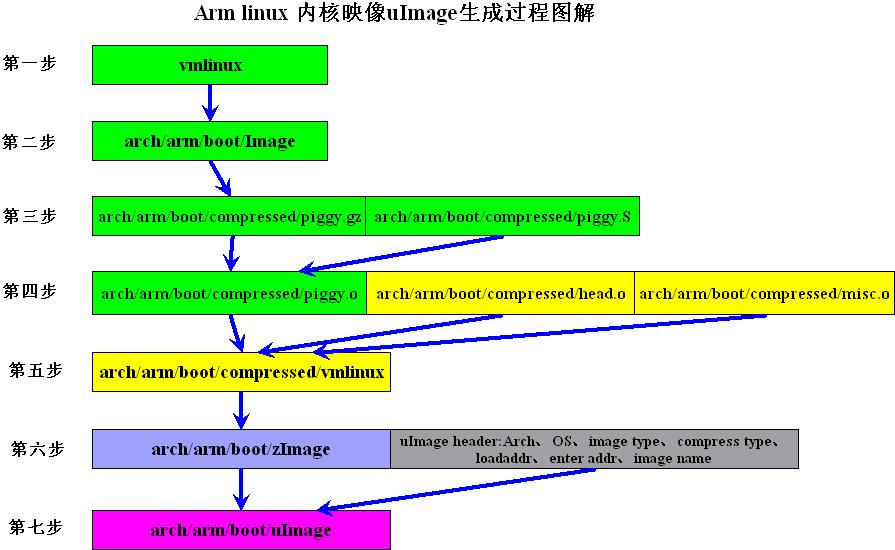 Arm linux 内核映像uImage生成过程图解
第一步
vmlinux
第二步
arch/arm/boot/Image
第三步
arch/arm/boot/compressed/piggy.gz
arch/arm/boot/compressed/piggy.S
第四步
arch/arm/boot/compressed/piggy.o
arch/arm/boot/compressed/head.o
arch/arm/boot/compressed/misc.o
第五步
arch/arm/boot/compressed/vmlinux
第六步
arch/arm/boot/zImage
uImage header:Arch、 OS、 image type、 compress type、
loadaddr、 enter addr、 image name
第七步
arch/arm/boot/uImage